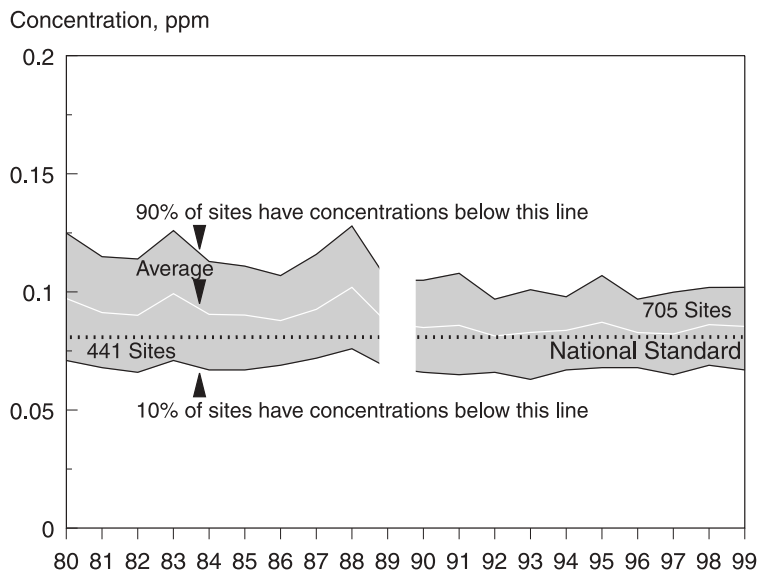 Concentration, ppm
0.2
0.15
90% of sites have concentrations below this line
Average
0.1
705 Sites
441 Sites
National Standard
0.05
10% of sites have concentrations below this line
0
80 81 82 83 84 85 86 87 88 89 90 91 92 93 94 95 96 97 98 99